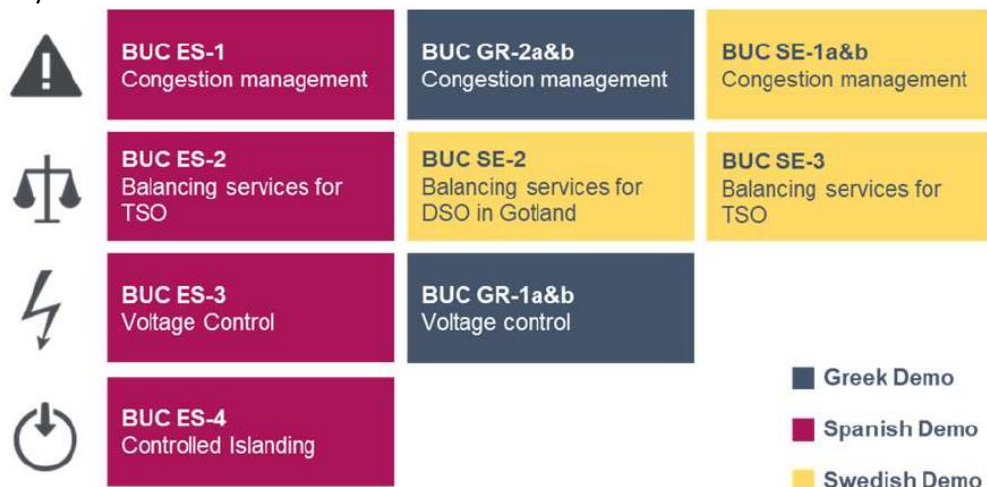 BUC ES-1
Congestion management
BUC GR-2a&b
Congestion management
BUC SE-1a&b
Congestion management
BUC ES-2
Balancing services for
TSO
BUC SE-2
Balancing services for
DSO in Gotland
BUC SE-3
Balancing services for
TSO
BUC ES-3
Voltage Control
BUC GR-1a&b
Voltage control
BUC ES-4
Controlled Islanding
Greek Demo
Spanish Demo
Swedish Demo